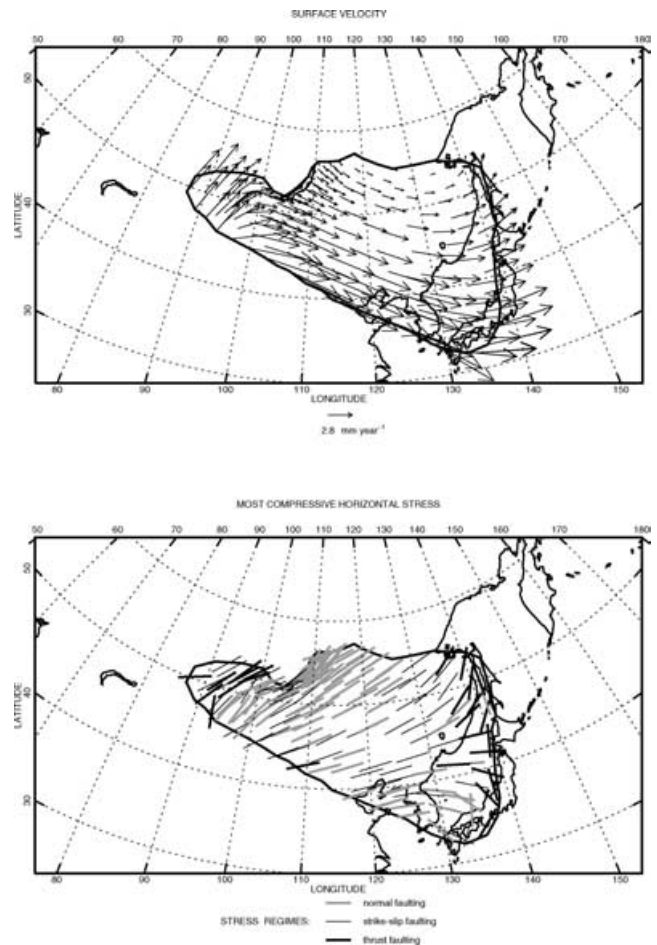 SURFACE VELOCITY
50 60 70 80 90 100 110 120 130 140 150 160 180
50
40
30
LATITUDE
80 90 100 110 120 130 140 150
LONGITUDE
2.8 mm year⁻¹
MOST COMPRESSIVE HORIZONTAL STRESS
50 60 70 80 90 100 110 120 130 140 150 160 180
50
40
30
LATITUDE
80 90 100 110 120 130 140 150
LONGITUDE
normal faulting
STRESS REGIMES: strike-slip faulting
thrust faulting